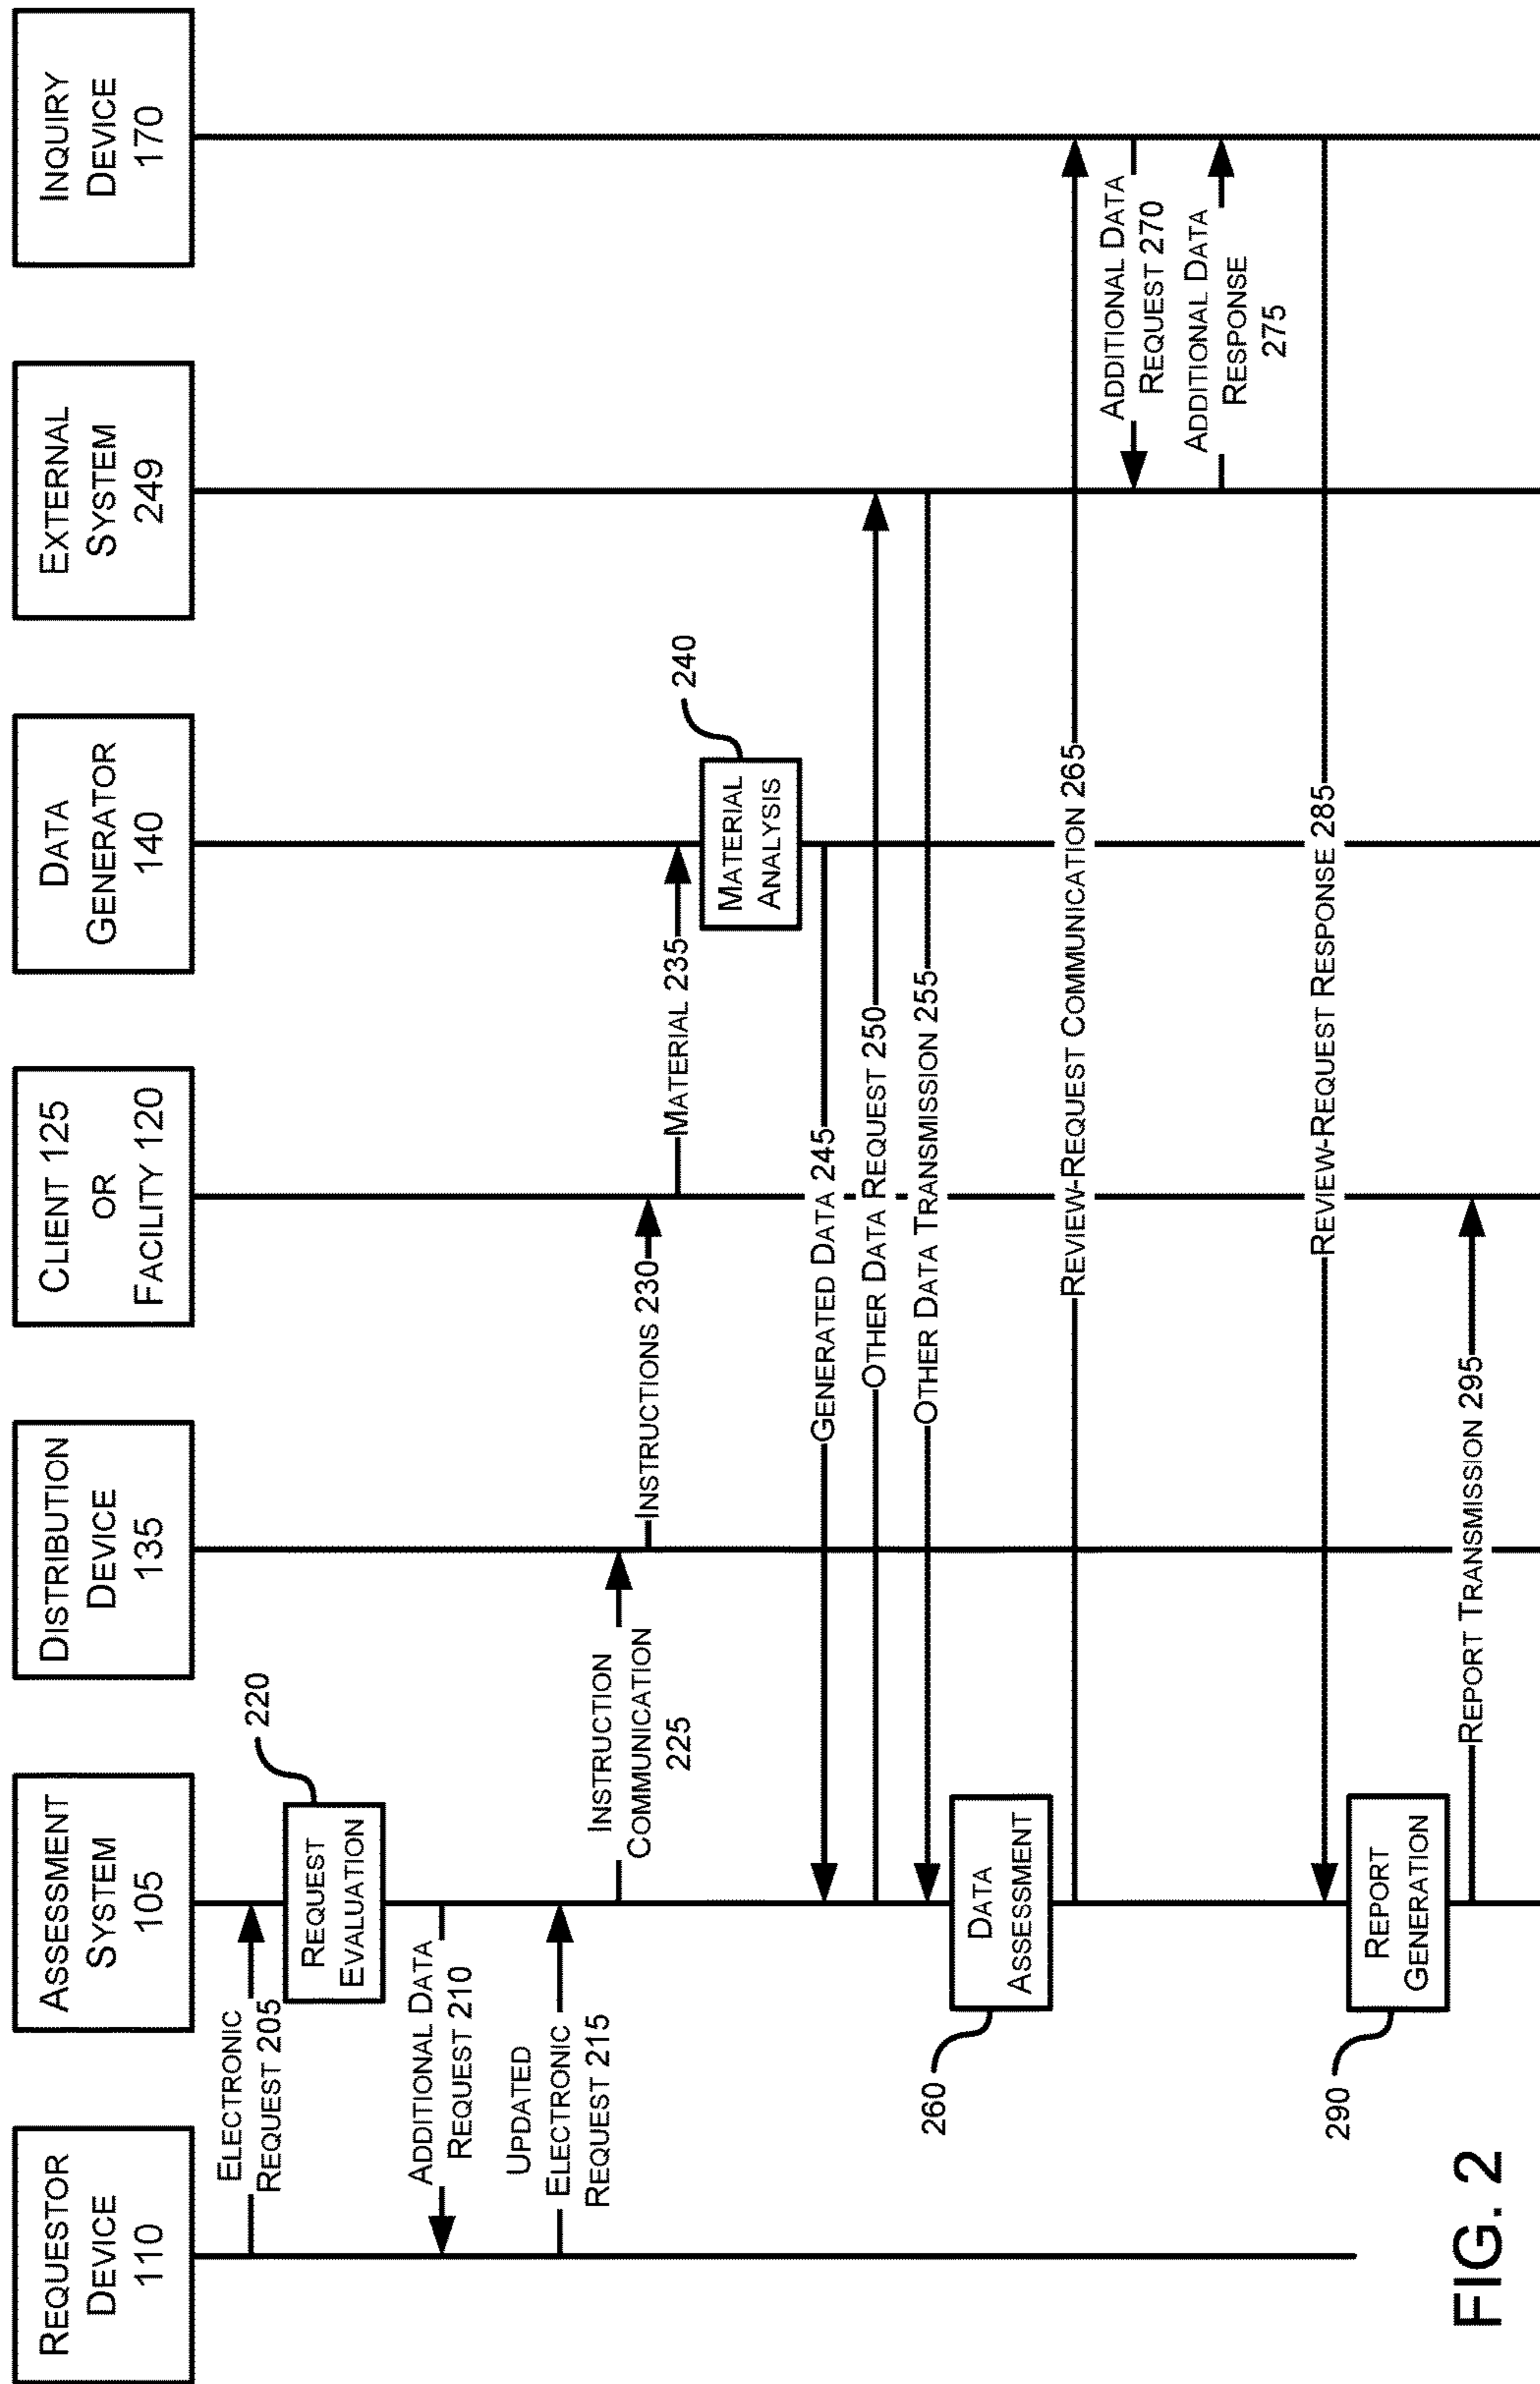 REQUESTOR
DEVICE
110
ASSESSMENT
SYSTEM
105
DISTRIBUTION
DEVICE
135
CLIENT 125
OR
FACILITY 120
DATA
GENERATOR
140
EXTERNAL
SYSTEM
249
INQUIRY
DEVICE
170
ELECTRONIC
REQUEST 205
220
REQUEST
EVALUATION
ADDITIONAL DATA
REQUEST 210
UPDATED
ELECTRONIC
REQUEST 215
INSTRUCTION
COMMUNICATION
225
INSTRUCTIONS 230
MATERIAL 235
240
MATERIAL
ANALYSIS
GENERATED DATA 245
OTHER DATA REQUEST 250
OTHER DATA TRANSMISSION 255
260
DATA
ASSESSMENT
REVIEW-REQUEST COMMUNICATION 265
ADDITIONAL DATA
REQUEST 270
ADDITIONAL DATA
RESPONSE
275
REVIEW-REQUEST RESPONSE 285
290
REPORT
GENERATION
REPORT TRANSMISSION 295
FIG. 2